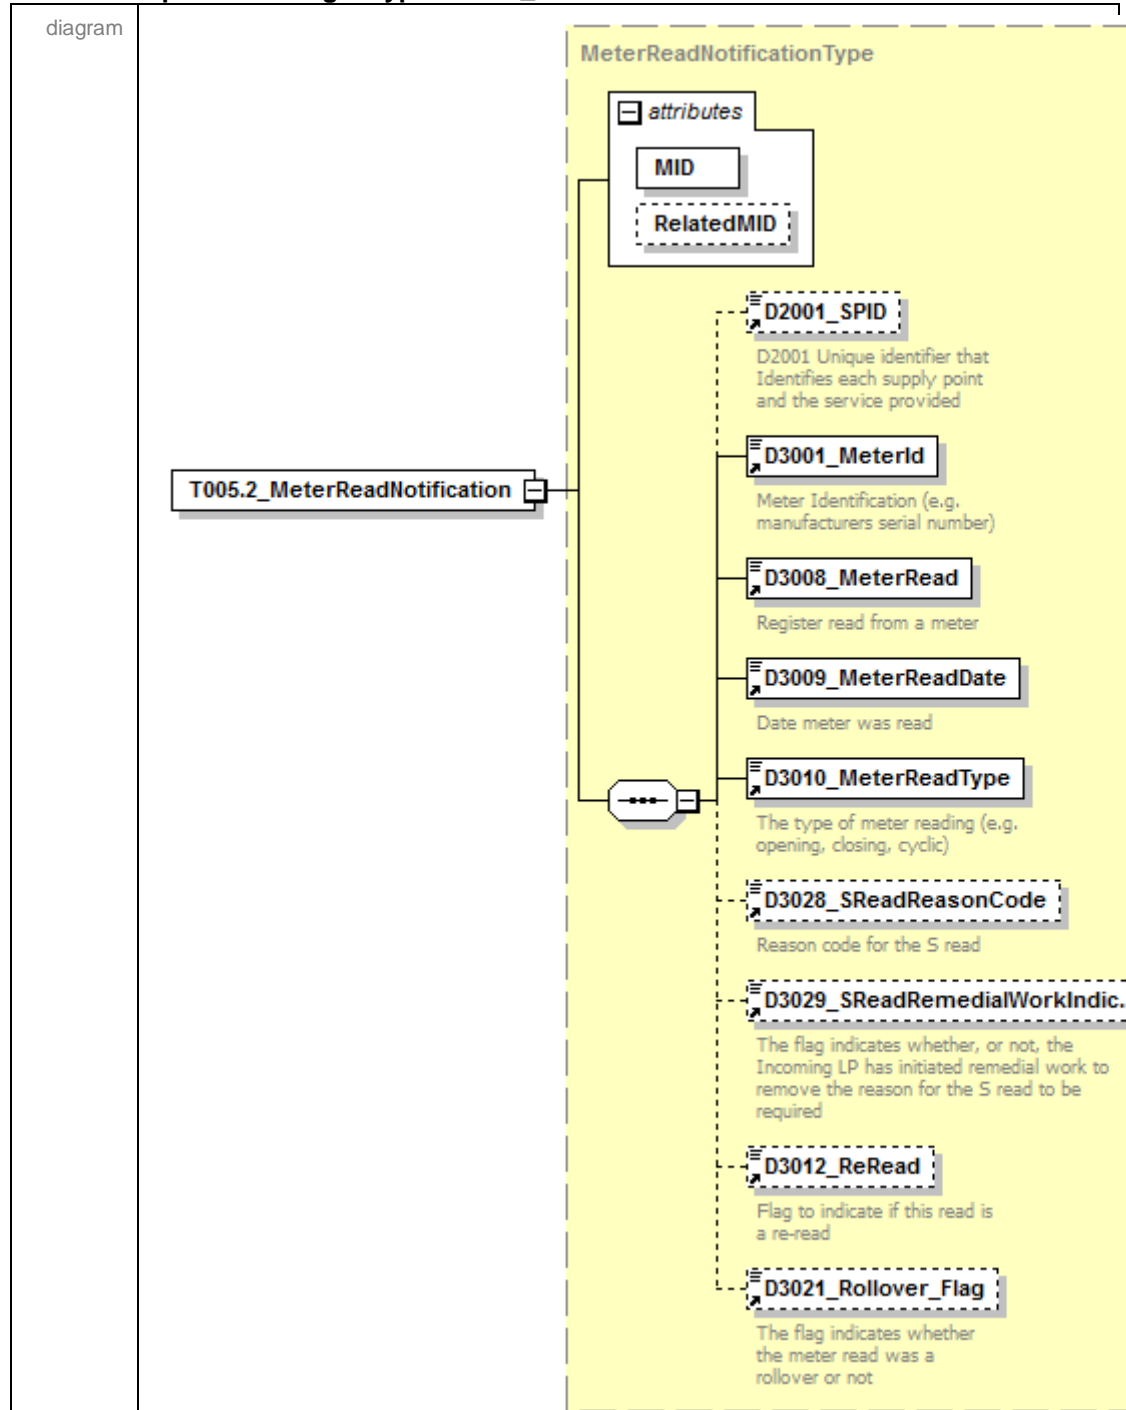 diagram
MeterReadNotificationType
attributes
MID
RelatedMID
D2001_SPID
D2001 Unique identifier that
Identifies each supply point
and the service provided
T005.2_MeterReadNotification
D3001_MeterId
Meter Identification (e.g.
manufacturers serial number)
D3008_MeterRead
Register read from a meter
D3009_MeterReadDate
Date meter was read
D3010_MeterReadType
The type of meter reading (e.g.
opening, closing, cyclic)
D3028_SReadReasonCode
Reason code for the S read
D3029_SReadRemedialWorkIndic..
The flag indicates whether, or not, the
Incoming LP has initiated remedial work to
remove the reason for the S read to be
required
D3012_ReRead
Flag to indicate if this read is
a re-read
D3021_Rollover_Flag
The flag indicates whether
the meter read was a
rollover or not